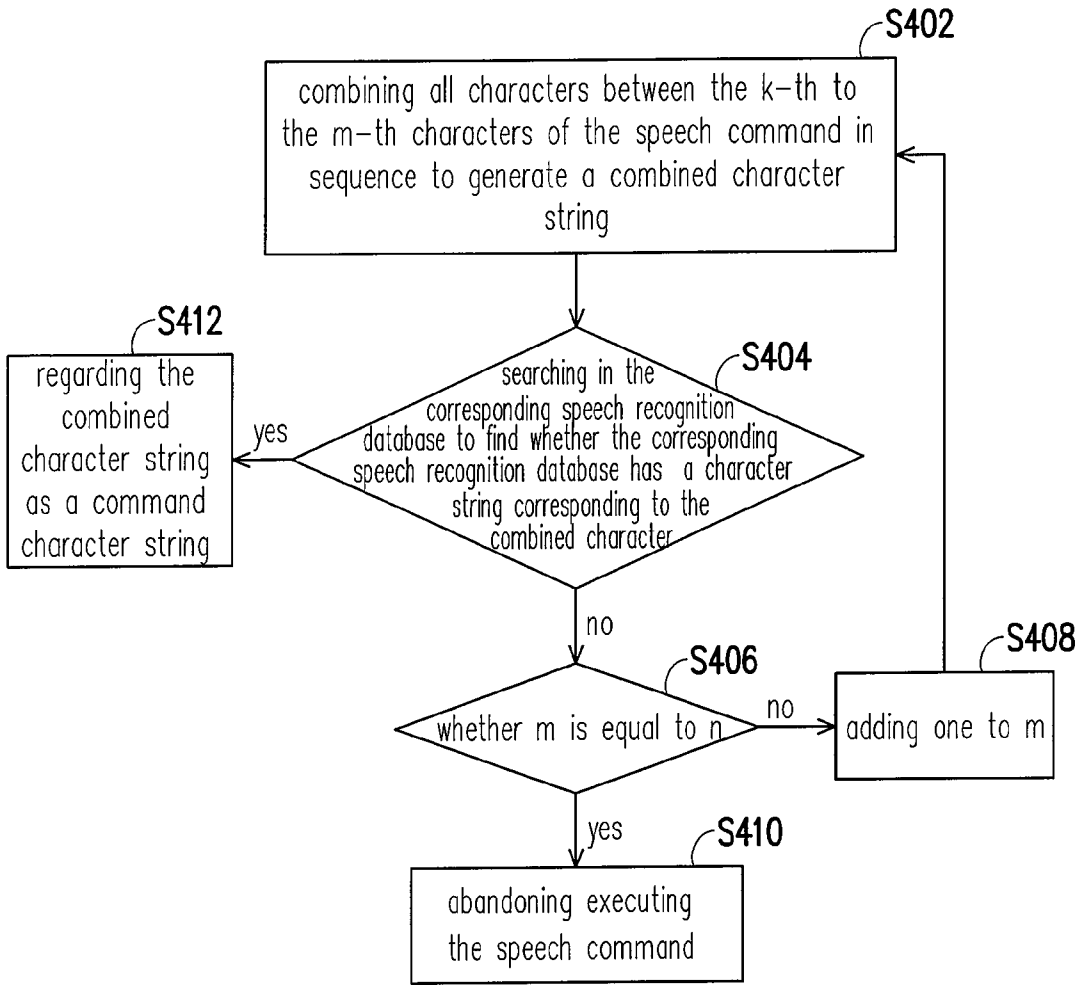 S402
combining all characters between the k-th to
the m-th characters of the speech command in
sequence to generate a combined character
string
S412
regarding the
combined
character string
as a command
character string
yes
S404
searching in the
corresponding speech recognition
database to find whether the corresponding
speech recognition database has a character
string corresponding to the
combined character
no
S406
whether m is equal to n
no
S408
adding one to m
yes
S410
abandoning executing
the speech command